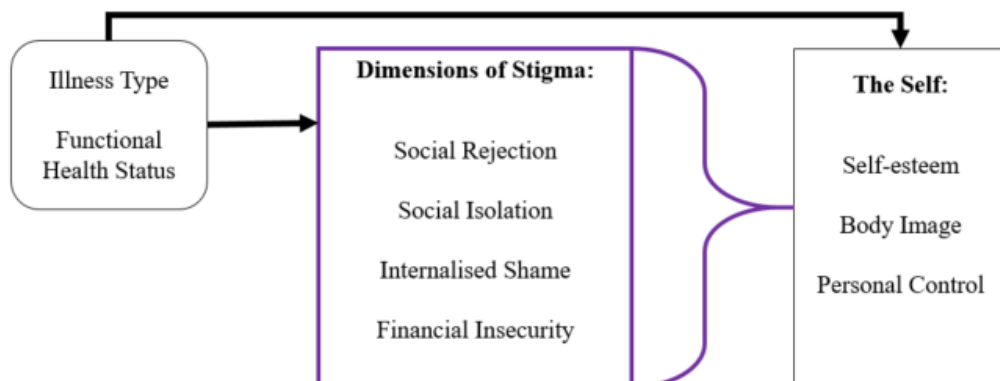 Illness Type
Functional
Health Status
Dimensions of Stigma:
Social Rejection
Social Isolation
Internalised Shame
Financial Insecurity
The Self:
Self-esteem
Body Image
Personal Control